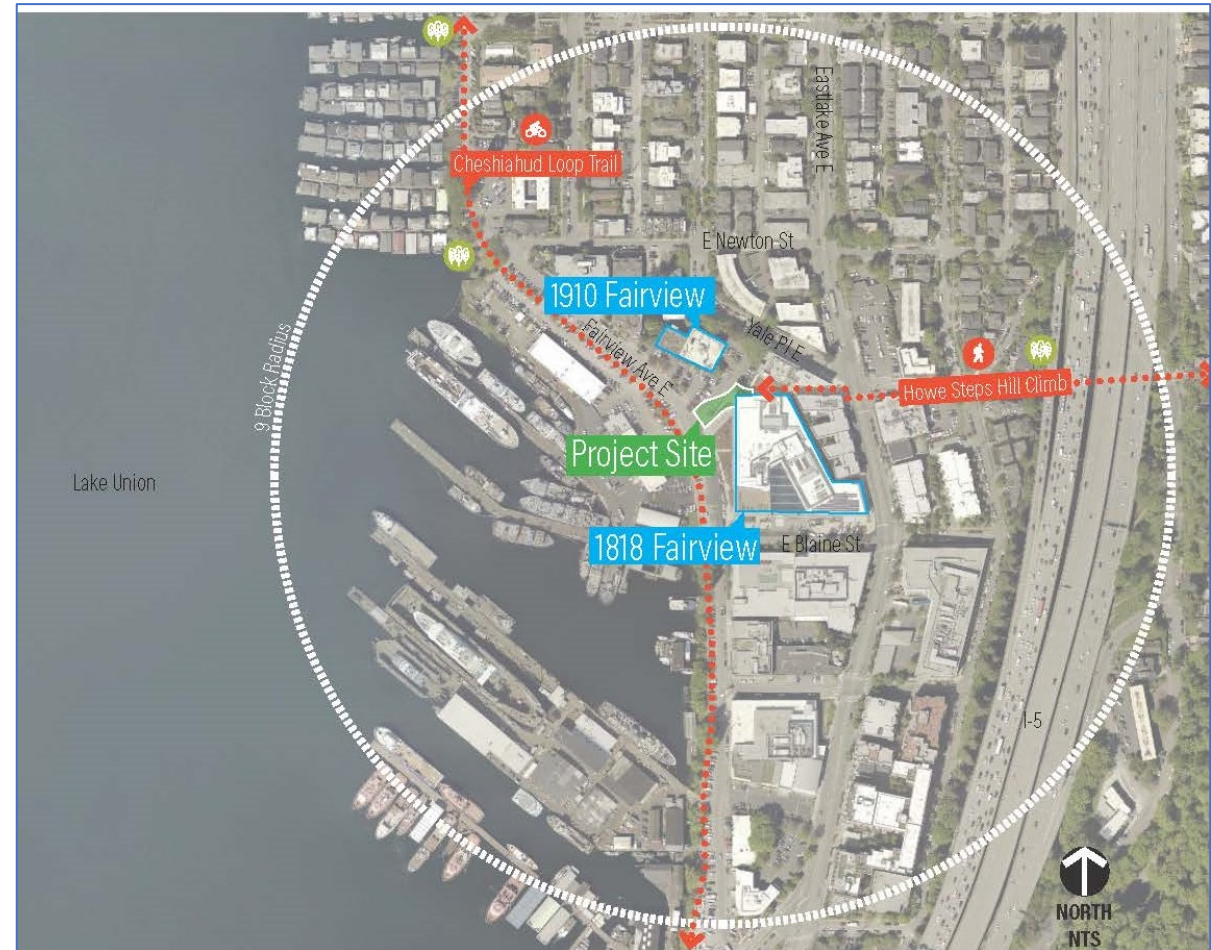 Eastlake Ave E
Cheshiahud Loop Trail
E Newton St
1910 Fairview
Yale Pl E
Fairview Ave E
9 Block Radius
Howe Steps Hill Climb
Project Site
Lake Union
1818 Fairview
E Blaine St
I-5
NORTH
NTS